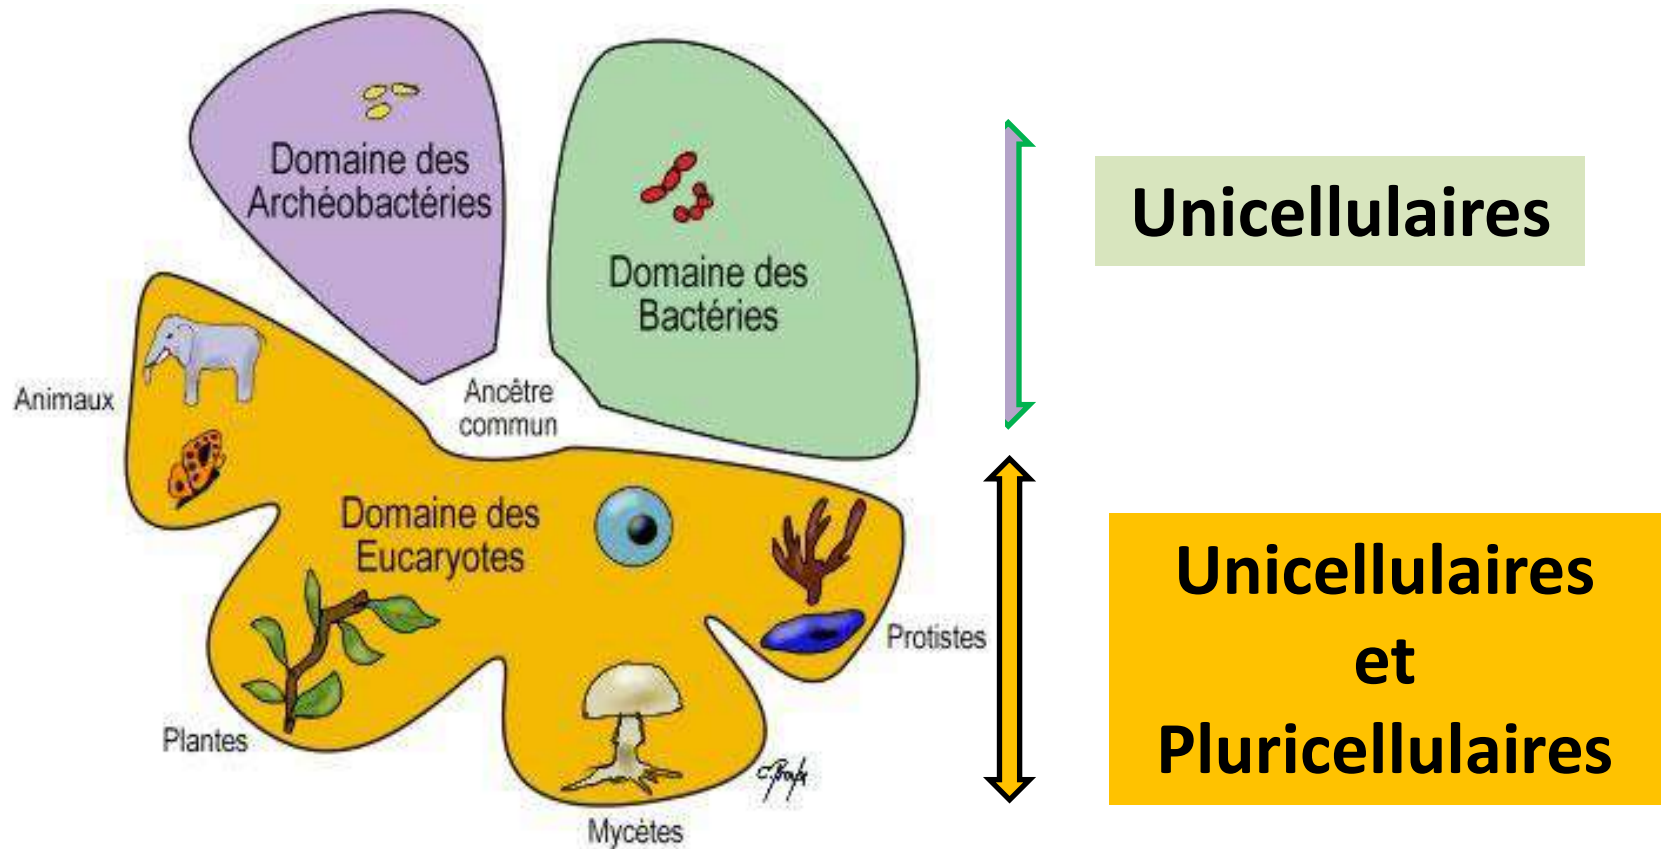 Domaine des
Archéobactéries
Domaine des
Bactéries
Unicellulaires
Animaux
Ancêtre
commun
Domaine des
Eucaryotes
Protistes
Plantes
Mycètes
Unicellulaires
et
Pluricellulaires